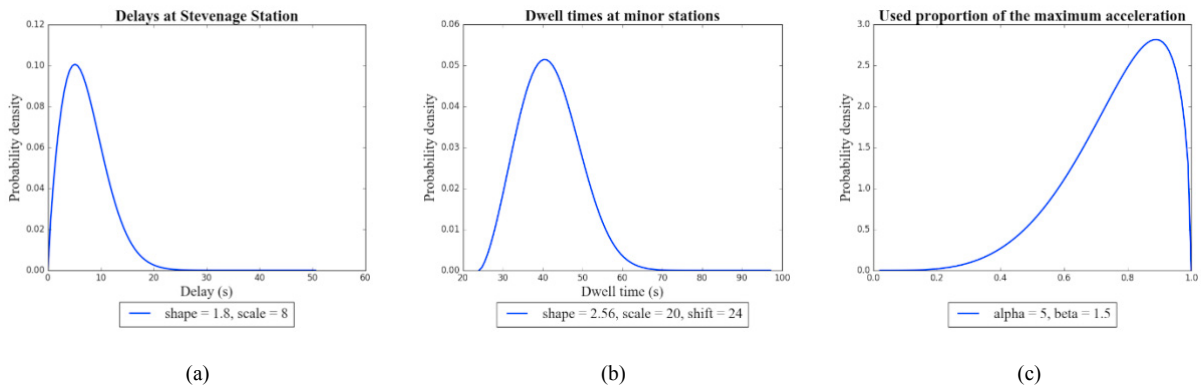 Delays at Stevenage Station
0.12
0.10
0.08
0.06
0.04
0.02
0.00
Probability density
0 10 20 30 40 50 60
Delay (s)
shape = 1.8, scale = 8
(a)
Dwell times at minor stations
0.06
0.05
0.04
0.03
0.02
0.01
0.00
Probability density
20 30 40 50 60 70 80 90 100
Dwell time (s)
shape = 2.56, scale = 20, shift = 24
(b)
Used proportion of the maximum acceleration
3.0
2.5
2.0
1.5
1.0
0.5
0.0
Probability density
0.0 0.2 0.4 0.6 0.8 1.0
alpha = 5, beta = 1.5
(c)